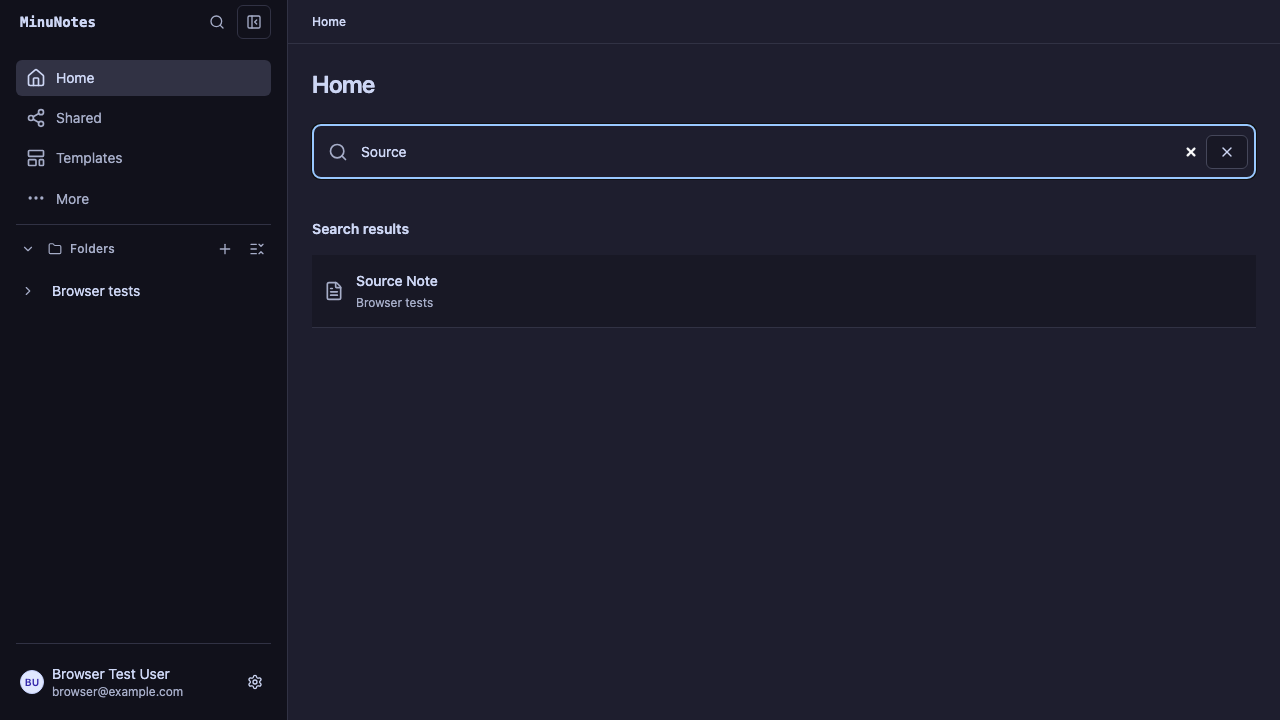 MinuNotes
Home
Shared
Templates
More
Folders
Browser tests
Browser Test User
BU
browser@example.com
Home
Home
Source
Search results
Source Note
Browser tests